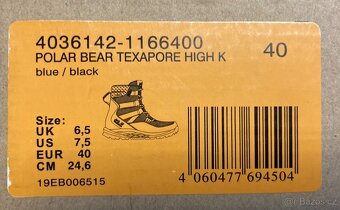 4036142-1166400
POLAR BEAR TEXAPORE HIGH K
40
blue / black
Size:
UK 6,5
US 7,5
EUR 40
CM 24,6
19EB006515
4 060477 694504